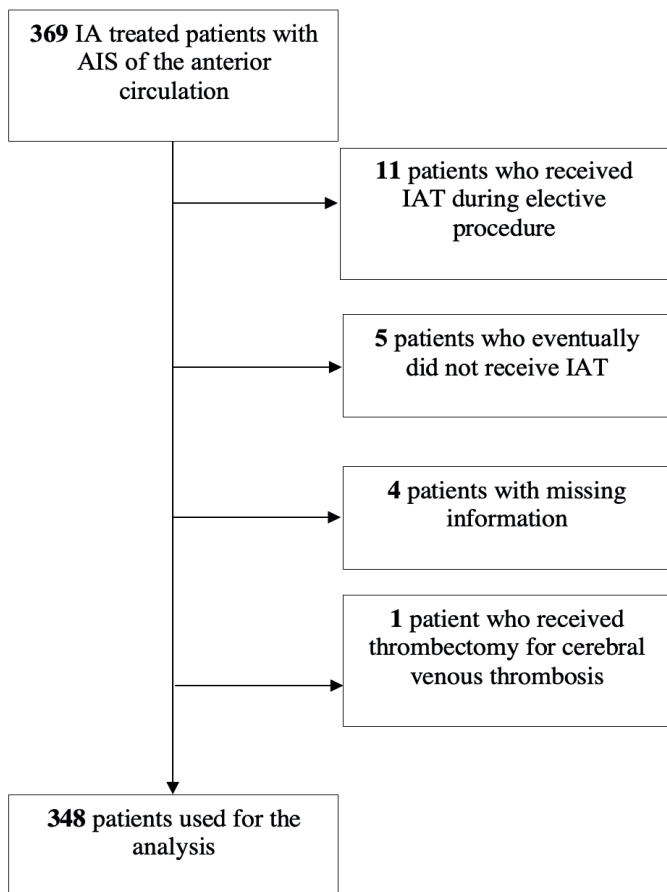 369 IA treated patients with
AIS of the anterior
circulation
11 patients who received
IAT during elective
procedure
5 patients who eventually
did not receive IAT
4 patients with missing
information
1 patient who received
thrombectomy for cerebral
venous thrombosis
348 patients used for the
analysis